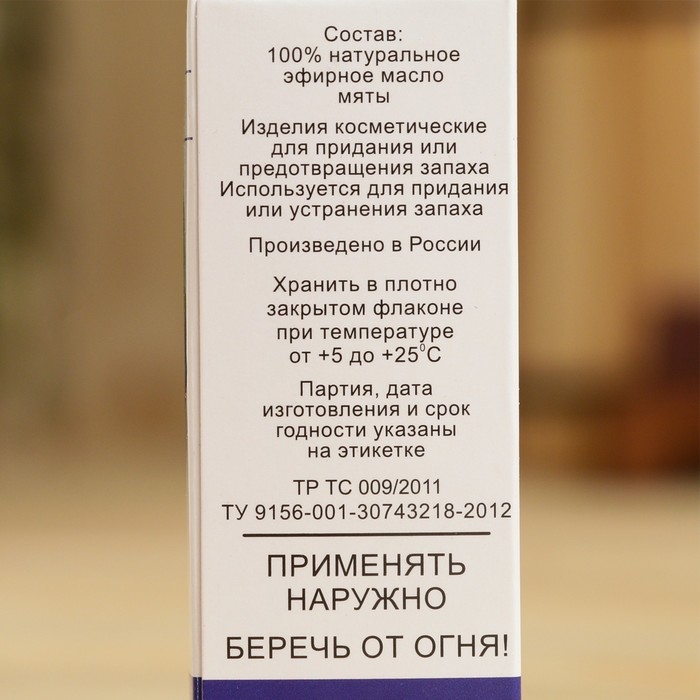 Состав:
100% натуральное
эфирное масло
мяты
Изделия косметические
для придания или
предотвращения запаха
Используется для придания
или устранения запаха
Произведено в России
Хранить в плотно
закрытом флаконе
при температуре
от +5 до +25⁰С
Партия, дата
изготовления и срок
годности указаны
на этикетке
ТР ТС 009/2011
ТУ 9156-001-30743218-2012
ПРИМЕНЯТЬ
НАРУЖНО
БЕРЕЧЬ ОТ ОГНЯ!